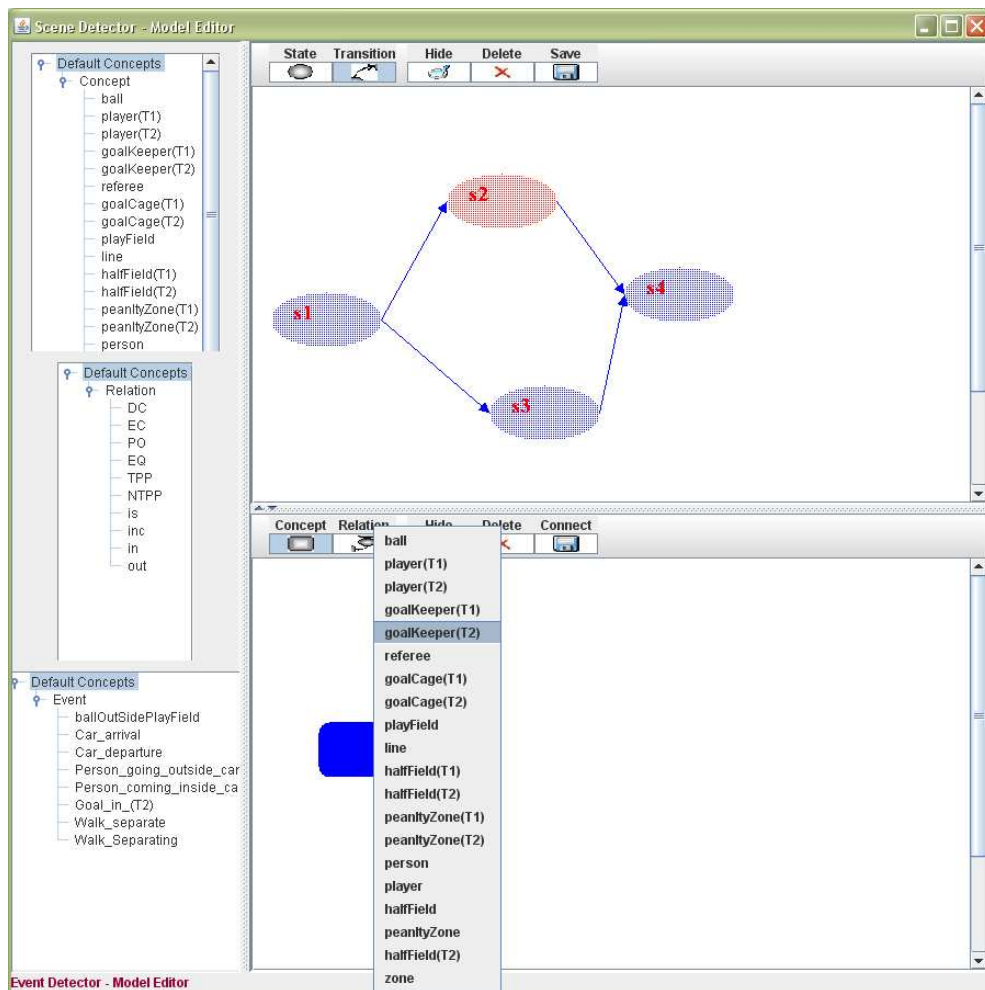 Scene Detector - Model Editor
Default Concepts
Concept
ball
player(T1)
player(T2)
goalKeeper(T1)
goalKeeper(T2)
referee
goalCage(T1)
goalCage(T2)
playField
line
halfField(T1)
halfField(T2)
peanltyZone(T1)
peanltyZone(T2)
person
Default Concepts
Relation
DC
EC
PO
EQ
TPP
NTPP
is
inc
in
out
Default Concepts
Event
ballOutSidePlayField
Car_arrival
Car_departure
Person_going_outside_car
Person_coming_inside_ca
Goal_in_(T2)
Walk_separate
Walk_Separating
State Transition Hide Delete Save
s2
s4
s1
s3
Concept Relation Hide Delete Connect
ball
player(T1)
player(T2)
goalKeeper(T1)
goalKeeper(T2)
referee
goalCage(T1)
goalCage(T2)
playField
line
halfField(T1)
halfField(T2)
peanltyZone(T1)
peanltyZone(T2)
person
player
halfField
peanltyZone
halfField(T2)
zone
Event Detector - Model Editor